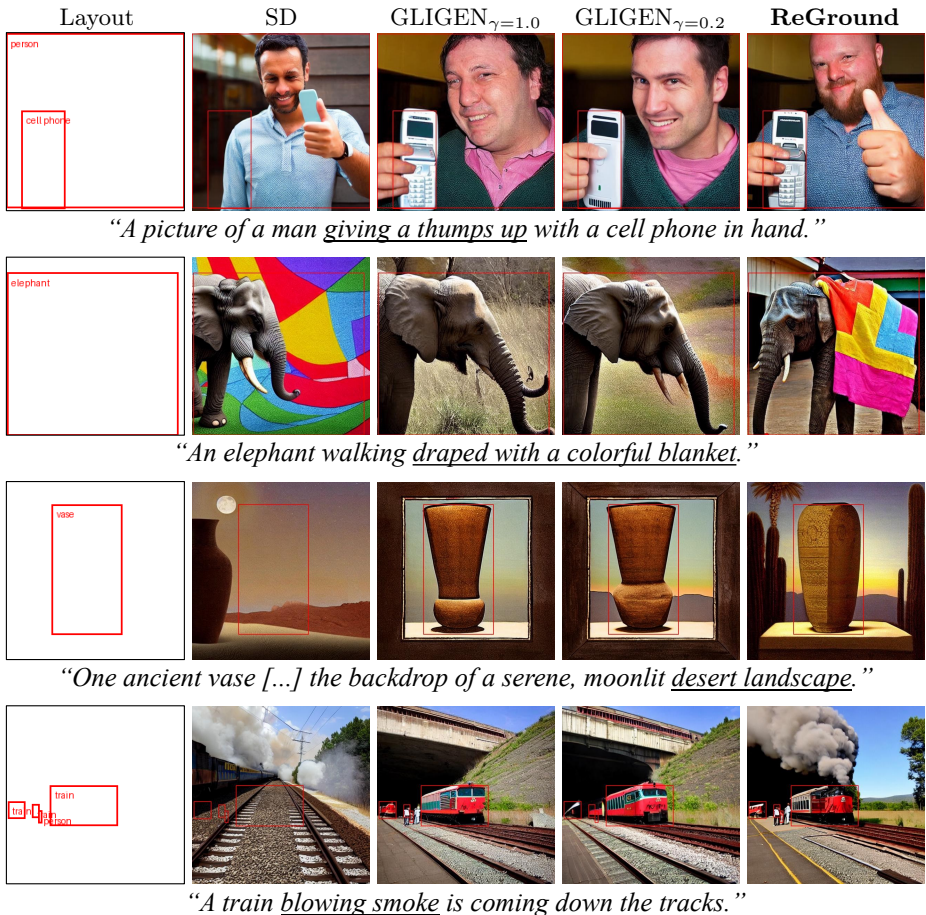 Layout SD GLIGENγ=1.0 GLIGENγ=0.2 ReGround
person
cell phone
“A picture of a man giving a thumps up with a cell phone in hand.”
elephant
“An elephant walking draped with a colorful blanket.”
vase
“One ancient vase [...] the backdrop of a serene, moonlit desert landscape.”
train
train
person
“A train blowing smoke is coming down the tracks.”